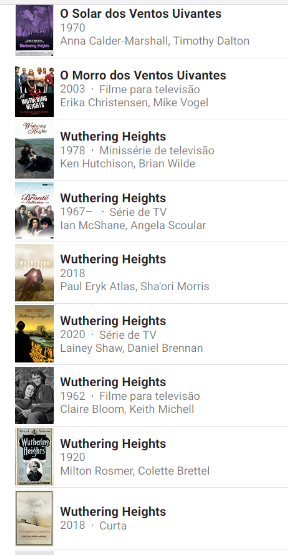 O Solar dos Ventos Uivantes
1970
Anna Calder-Marshall, Timothy Dalton
O Morro dos Ventos Uivantes
2003 · Filme para televisão
Erika Christensen, Mike Vogel
Wuthering Heights
1978 · Minissérie de televisão
Ken Hutchison, Brian Wilde
Wuthering Heights
1967– · Série de TV
Ian McShane, Angela Scoular
Wuthering Heights
2018
Paul Eryk Atlas, Sha'ori Morris
Wuthering Heights
2020 · Série de TV
Lainey Shaw, Daniel Brennan
Wuthering Heights
1962 · Filme para televisão
Claire Bloom, Keith Michell
Wuthering Heights
1920
Milton Rosmer, Colette Brettel
Wuthering Heights
2018 · Curta